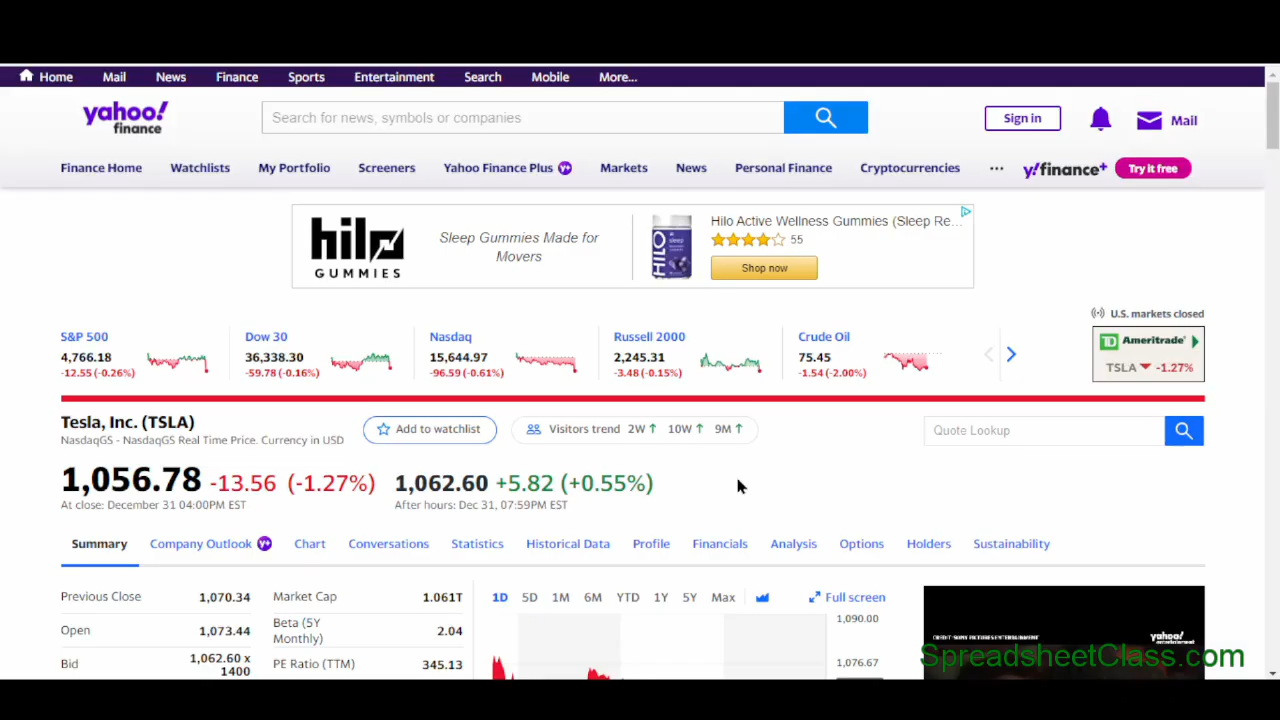 Home Mail News Finance Sports Entertainment Search Mobile More...
yahoo!
finance
Search for news, symbols or companies
Sign in
Mail
Finance Home Watchlists My Portfolio Screeners Yahoo Finance Plus Markets News Personal Finance Cryptocurrencies ... y!finance+ Try it free
hilo
GUMMIES
Sleep Gummies Made for
Movers
HILO
sleep
Hilo Active Wellness Gummies (Sleep Re...
55
Shop now
U.S. markets closed
S&P 500
4,766.18
-12.55 (-0.26%)
Dow 30
36,338.30
-59.78 (-0.16%)
Nasdaq
15,644.97
-96.59 (-0.61%)
Russell 2000
2,245.31
-3.48 (-0.15%)
Crude Oil
75.45
-1.54 (-2.00%)
TD Ameritrade
TSLA -1.27%
Tesla, Inc. (TSLA)
NasdaqGS - NasdaqGS Real Time Price. Currency in USD
Add to watchlist
Visitors trend 2W 10W 9M
Quote Lookup
1,056.78 -13.56 (-1.27%)
At close: December 31 04:00PM EST
1,062.60 +5.82 (+0.55%)
After hours: Dec 31, 07:59PM EST
Summary Company Outlook Chart Conversations Statistics Historical Data Profile Financials Analysis Options Holders Sustainability
Previous Close 1,070.34
Open 1,073.44
Bid 1,062.60 x
1400
Market Cap 1.061T
Beta (5Y
Monthly) 2.04
PE Ratio (TTM) 345.13
1D 5D 1M 6M YTD 1Y 5Y Max
Full screen
1,090.00
1,076.67
CREDIT: SONY PICTURES ENTERTAINMENT
yahoo!
entertainment
SpreadsheetClass.com